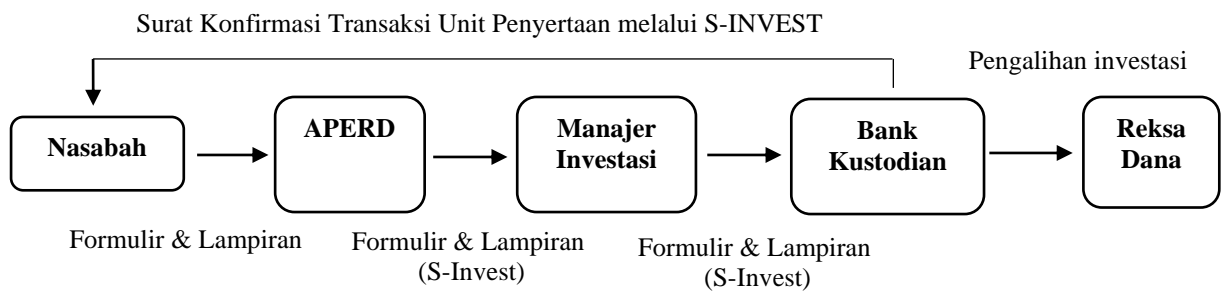 Surat Konfirmasi Transaksi Unit Penyertaan melalui S-INVEST
Pengalihan investasi
Nasabah
APERD
Manajer
Investasi
Bank
Kustodian
Reksa
Dana
Formulir & Lampiran
Formulir & Lampiran
(S-Invest)
Formulir & Lampiran
(S-Invest)